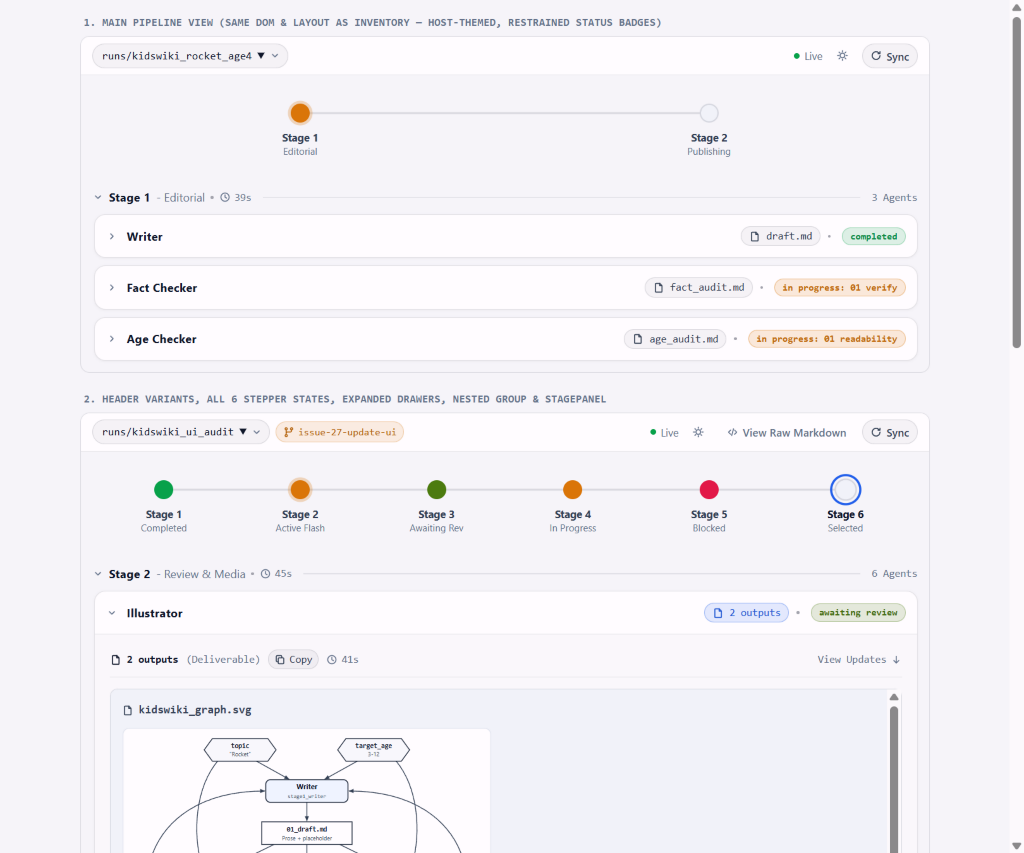 1. MAIN PIPELINE VIEW (SAME DOM & LAYOUT AS INVENTORY — HOST-THEMED, RESTRAINED STATUS BADGES)
runs/kidswiki_rocket_age4 ▼
Live
Sync
Stage 1
Editorial
Stage 2
Publishing
Stage 1 - Editorial • 39s
3 Agents
Writer
draft.md • completed
Fact Checker
fact_audit.md • in progress: 01 verify
Age Checker
age_audit.md • in progress: 01 readability
2. HEADER VARIANTS, ALL 6 STEPPER STATES, EXPANDED DRAWERS, NESTED GROUP & STAGEPANEL
runs/kidswiki_ui_audit ▼
issue-27-update-ui
Live
View Raw Markdown
Sync
Stage 1
Completed
Stage 2
Active Flash
Stage 3
Awaiting Rev
Stage 4
In Progress
Stage 5
Blocked
Stage 6
Selected
Stage 2 - Review & Media • 45s
6 Agents
Illustrator
2 outputs • awaiting review
2 outputs (Deliverable)
Copy
41s
View Updates ↓
kidswiki_graph.svg
topic
"Rocket"
target_age
3-12
Writer
stage1_writer
01_draft.md
Prose + placeholder